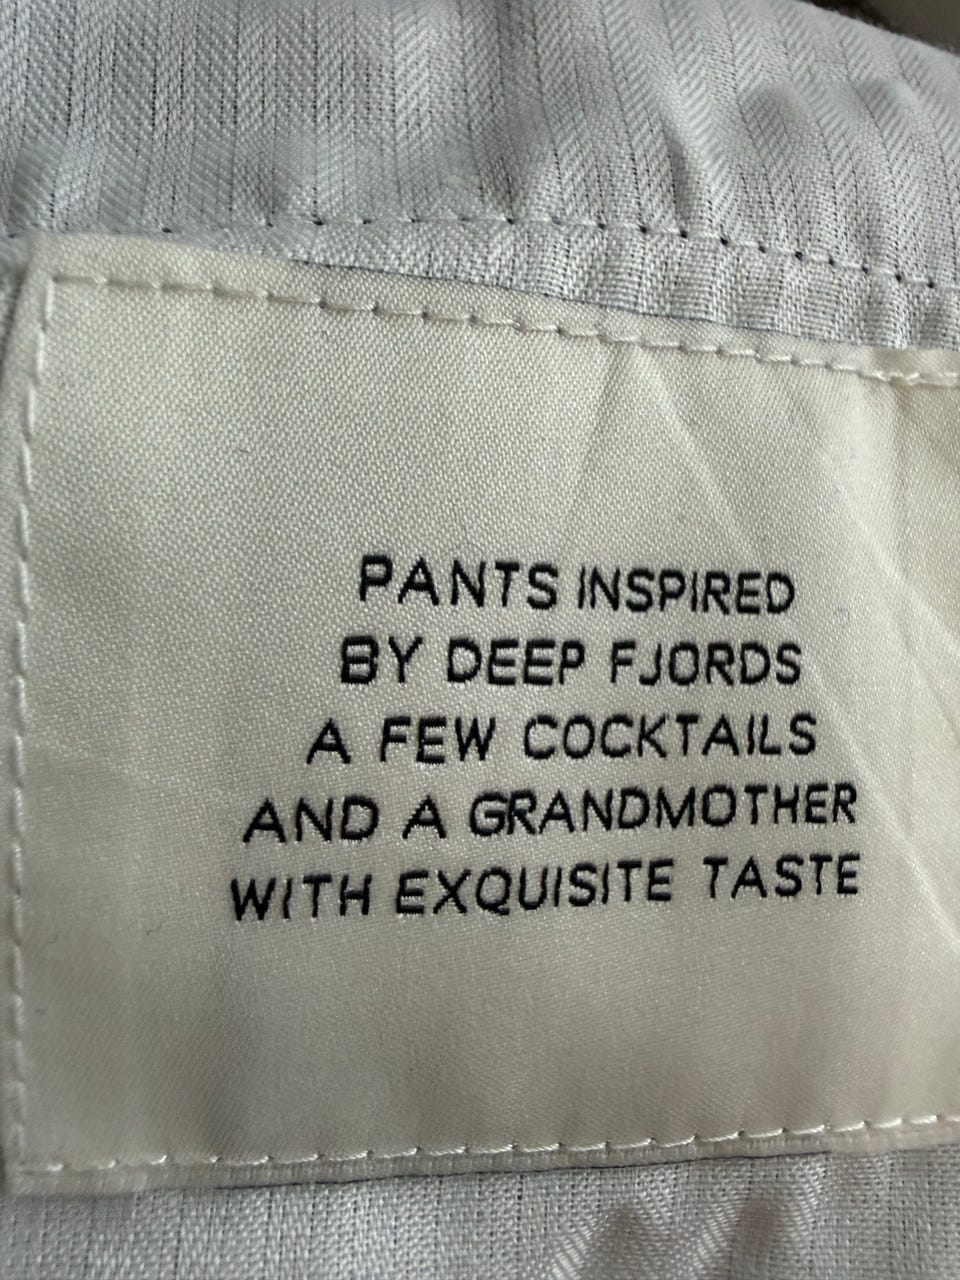 PANTS INSPIRED
BY DEEP FJORDS
A FEW COCKTAILS
AND A GRANDMOTHER
WITH EXQUISITE TASTE